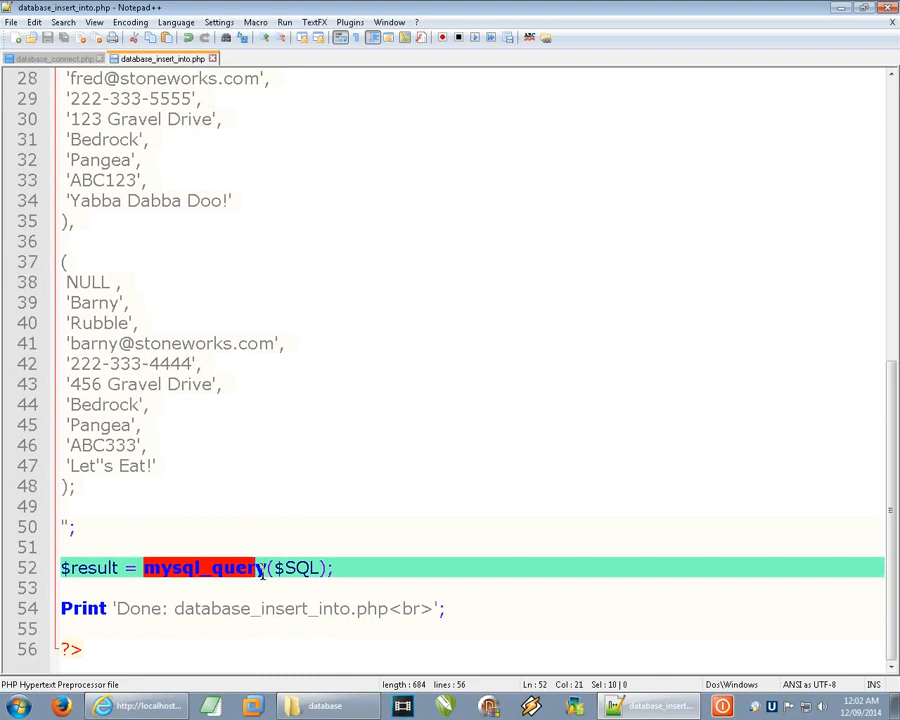 database_insert_into.php - Notepad++
File Edit Search View Encoding Language Settings Macro Run TextFX Plugins Window ? X
database_connect.php database_insert_into.php
28 'fred@stoneworks.com',
29 '222-333-5555',
30 '123 Gravel Drive',
31 'Bedrock',
32 'Pangea',
33 'ABC123',
34 'Yabba Dabba Doo!'
35 ),
36
37 (
38 NULL ,
39 'Barny',
40 'Rubble',
41 'barny@stoneworks.com',
42 '222-333-4444',
43 '456 Gravel Drive',
44 'Bedrock',
45 'Pangea',
46 'ABC333',
47 'Let''s Eat!'
48 );
49
50 ";
51
52 $result = mysql_query($SQL);
53
54 Print 'Done: database_insert_into.php<br>';
55
56 ?>
PHP Hypertext Preprocessor file length : 684 lines : 56 Ln : 52 Col : 21 Sel : 10 | 0 Dos\Windows ANSI as UTF-8 INS
http://localhost... database database_insert... 12:02 AM
12/09/2014